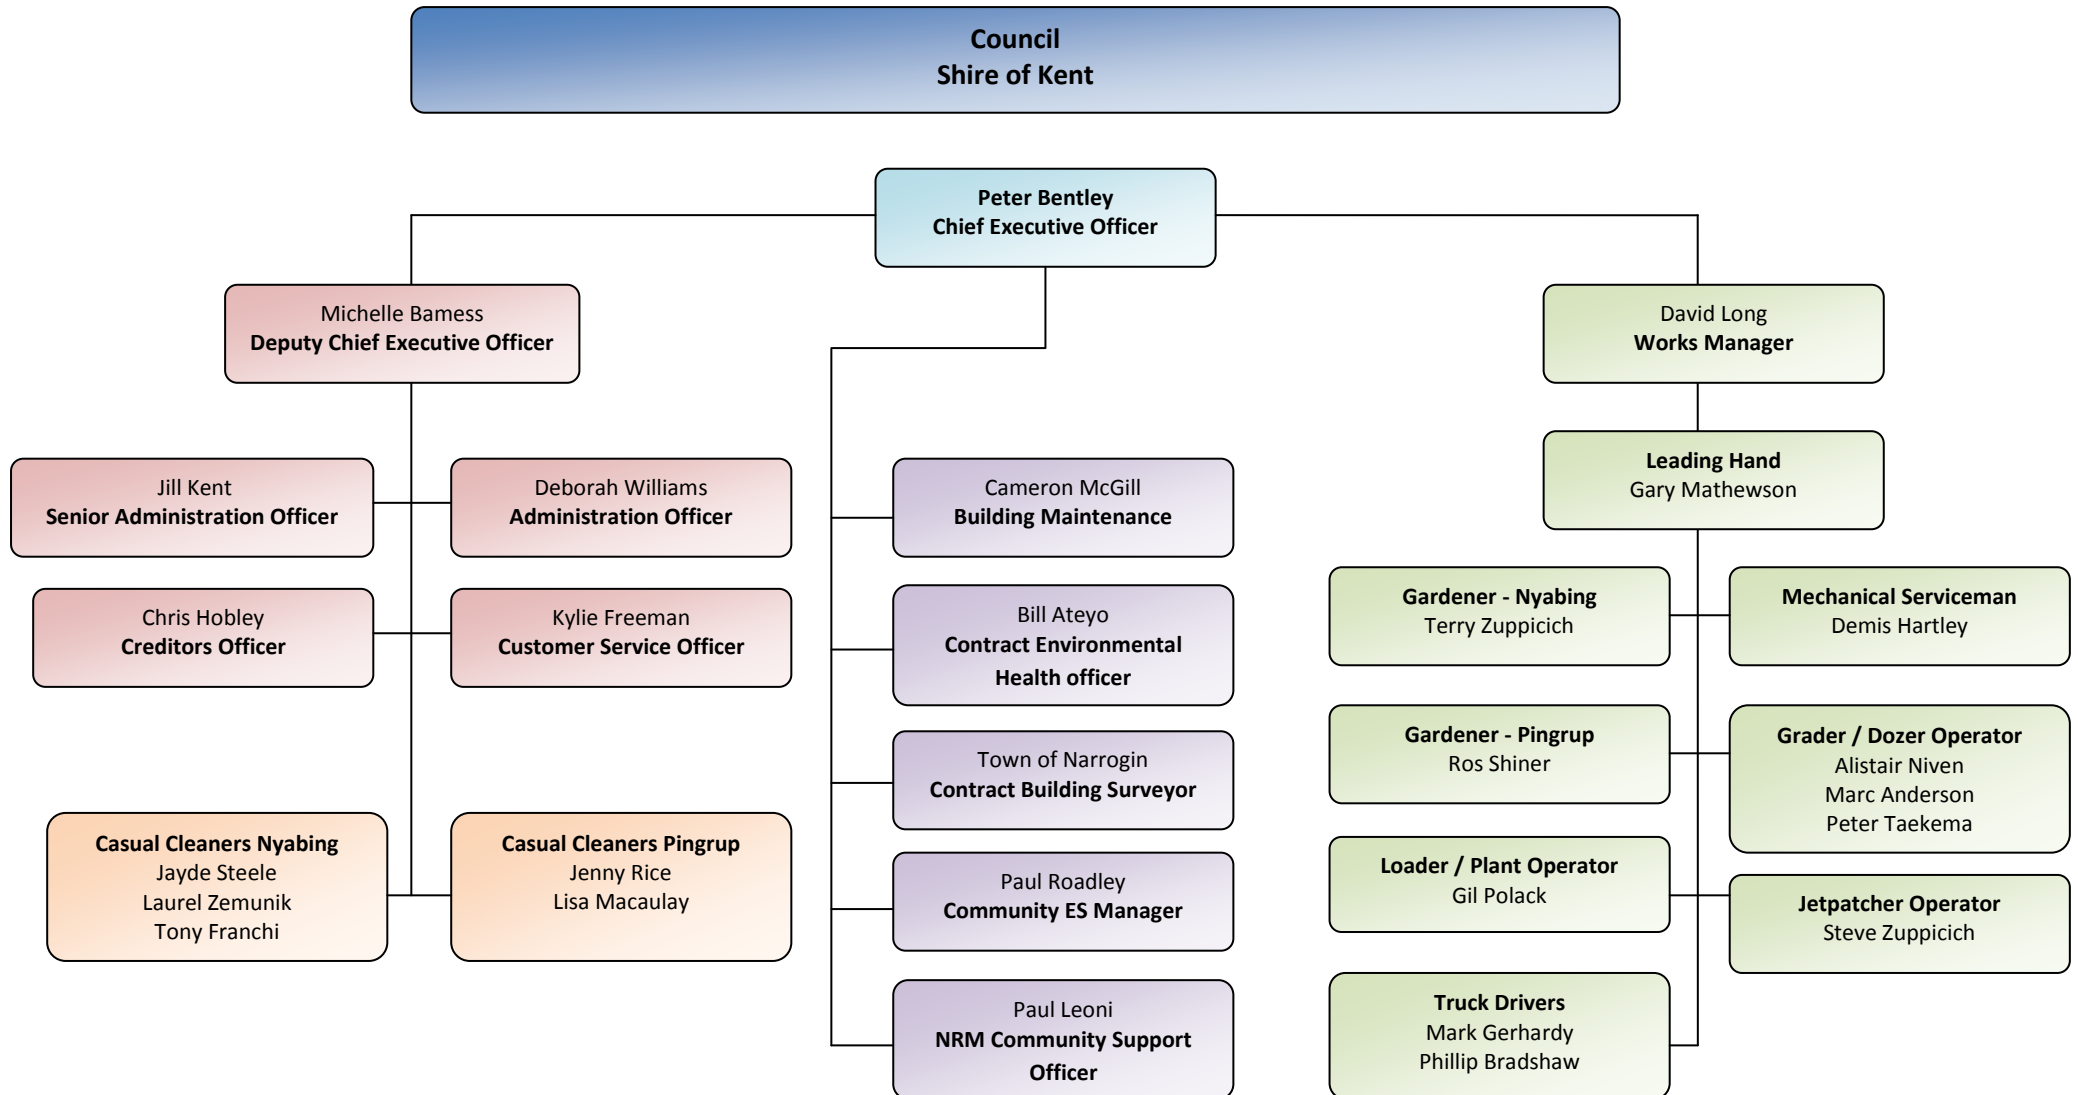 Council
Shire of Kent
Peter Bentley
Chief Executive Officer
Michelle Bamess
Deputy Chief Executive Officer
David Long
Works Manager
Leading Hand
Gary Mathewson
Jill Kent
Senior Administration Officer
Deborah Williams
Administration Officer
Chris Hobley
Creditors Officer
Kylie Freeman
Customer Service Officer
Casual Cleaners Nyabing
Jayde Steele
Laurel Zemunik
Tony Franchi
Casual Cleaners Pingrup
Jenny Rice
Lisa Macaulay
Cameron McGill
Building Maintenance
Bill Ateyo
Contract Environmental
Health officer
Town of Narrogin
Contract Building Surveyor
Paul Roadley
Community ES Manager
Paul Leoni
NRM Community Support
Officer
Gardener - Nyabing
Terry Zuppicich
Mechanical Serviceman
Demis Hartley
Gardener - Pingrup
Ros Shiner
Grader / Dozer Operator
Alistair Niven
Marc Anderson
Peter Taekema
Loader / Plant Operator
Gil Polack
Jetpatcher Operator
Steve Zuppicich
Truck Drivers
Mark Gerhardy
Phillip Bradshaw